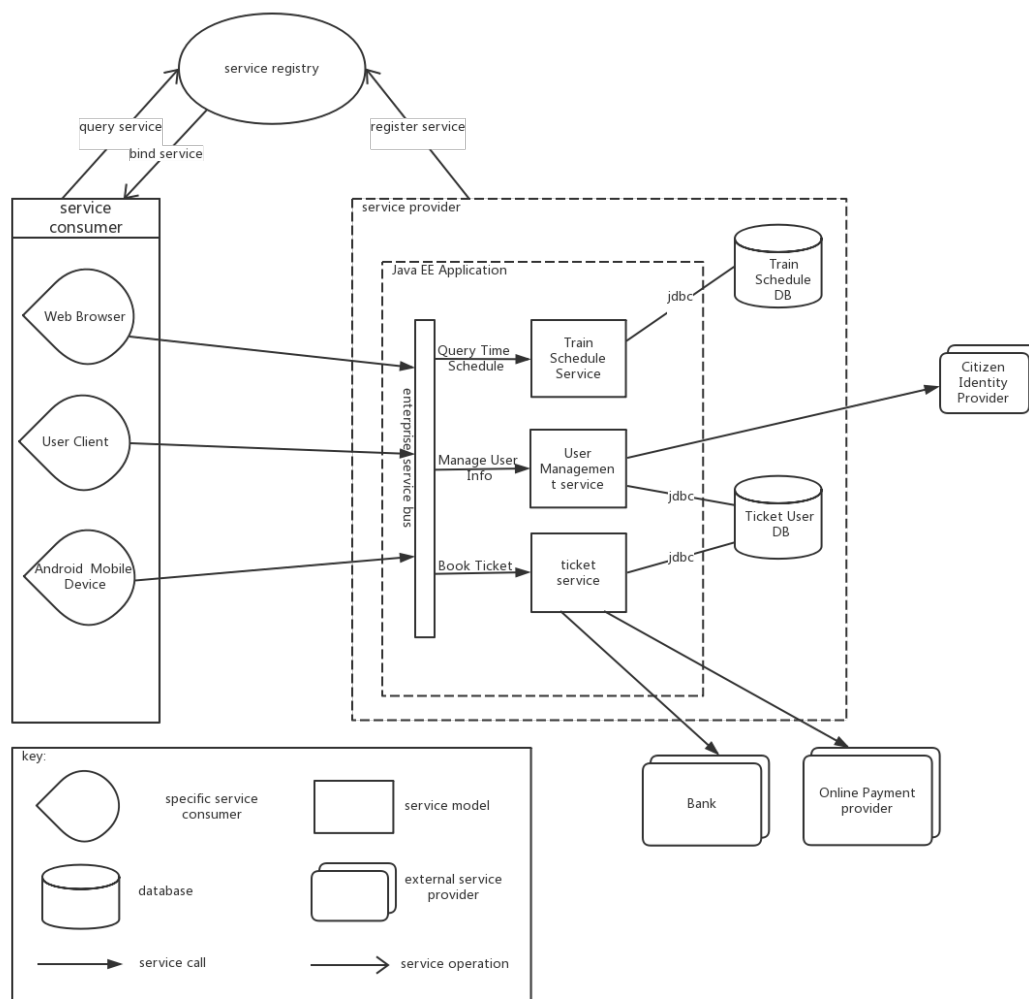 service registry
query service
register service
bind service
service
consumer
service provider
Java EE Application
Train
Schedule
DB
jdbc
Web Browser
Query Time
Schedule
Train
Schedule
Service
Citizen
Identity
Provider
enterprise service bus
User Client
Manage User
Info
User
Managemen
t service
jdbc
Ticket User
DB
jdbc
Android  Mobile
Device
Book Ticket
ticket
service
Bank
Online Payment
provider
key:
specific service
consumer
service model
database
external service
provider
service call
service operation